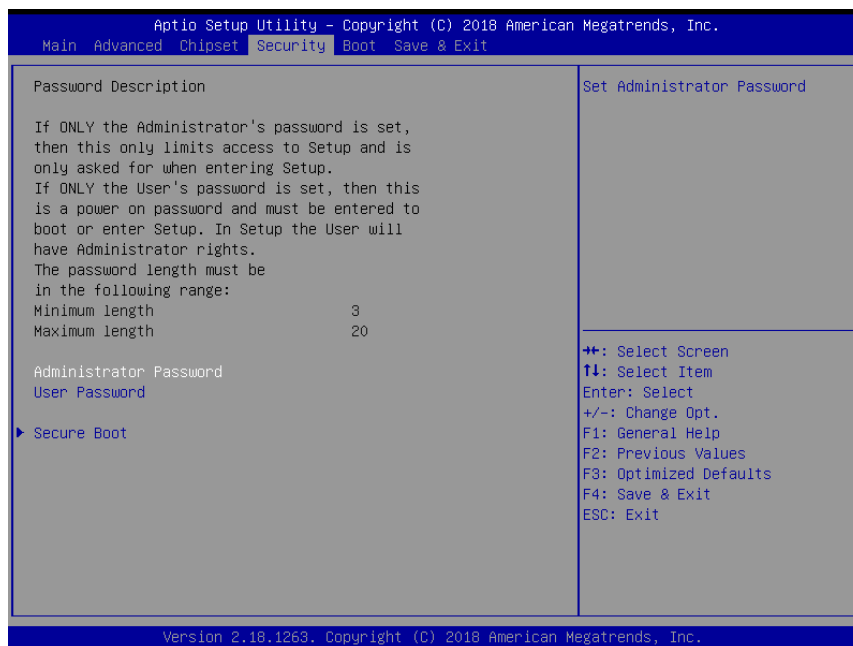 Aptio Setup Utility – Copyright (C) 2018 American Megatrends, Inc.
Main Advanced Chipset Security Boot Save & Exit
Password Description
If ONLY the Administrator's password is set,
then this only limits access to Setup and is
only asked for when entering Setup.
If ONLY the User's password is set, then this
is a power on password and must be entered to
boot or enter Setup. In Setup the User will
have Administrator rights.
The password length must be
in the following range:
Minimum length 3
Maximum length 20
Administrator Password
User Password
Secure Boot
Set Administrator Password
→←: Select Screen
↑↓: Select Item
Enter: Select
+/-: Change Opt.
F1: General Help
F2: Previous Values
F3: Optimized Defaults
F4: Save & Exit
ESC: Exit
Version 2.18.1263. Copyright (C) 2018 American Megatrends, Inc.